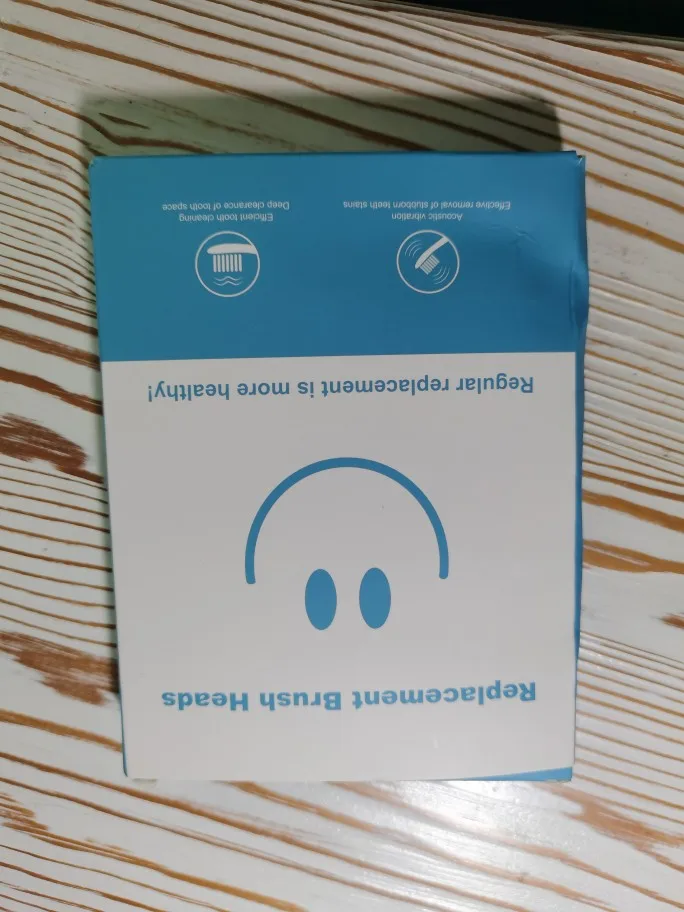 Replacement Brush Heads
Regular replacement is more healthy!
Acoustic vibration
Effective removal of stubborn teeth stains
Efficient tooth cleaning
Deep clearance of tooth space